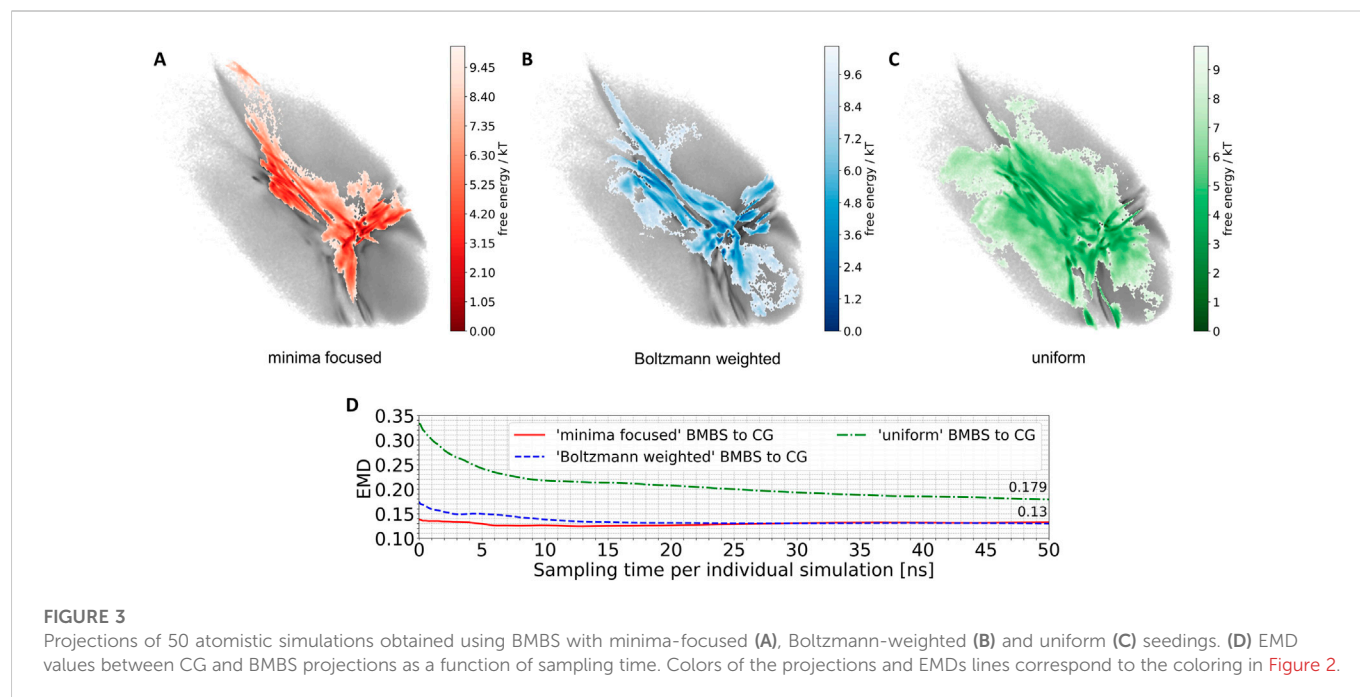 A
9.45
8.40
7.35
6.30
5.25
4.20
3.15
2.10
1.05
0.00
free energy / kT
minima focused
B
9.6
8.4
7.2
6.0
4.8
3.6
2.4
1.2
0.0
free energy / kT
Boltzmann weighted
C
9
8
7
6
5
4
3
2
1
0
free energy / kT
uniform
D
0.35
0.30
0.25
0.20
0.15
0.10
EMD
'minima focused' BMBS to CG
'Boltzmann weighted' BMBS to CG
'uniform' BMBS to CG
0.179
0.13
0 5 10 15 20 25 30 35 40 45 50
Sampling time per individual simulation [ns]
FIGURE 3
Projections of 50 atomistic simulations obtained using BMBS with minima-focused (A), Boltzmann-weighted (B) and uniform (C) seedings. (D) EMD
values between CG and BMBS projections as a function of sampling time. Colors of the projections and EMDs lines correspond to the coloring in Figure 2.